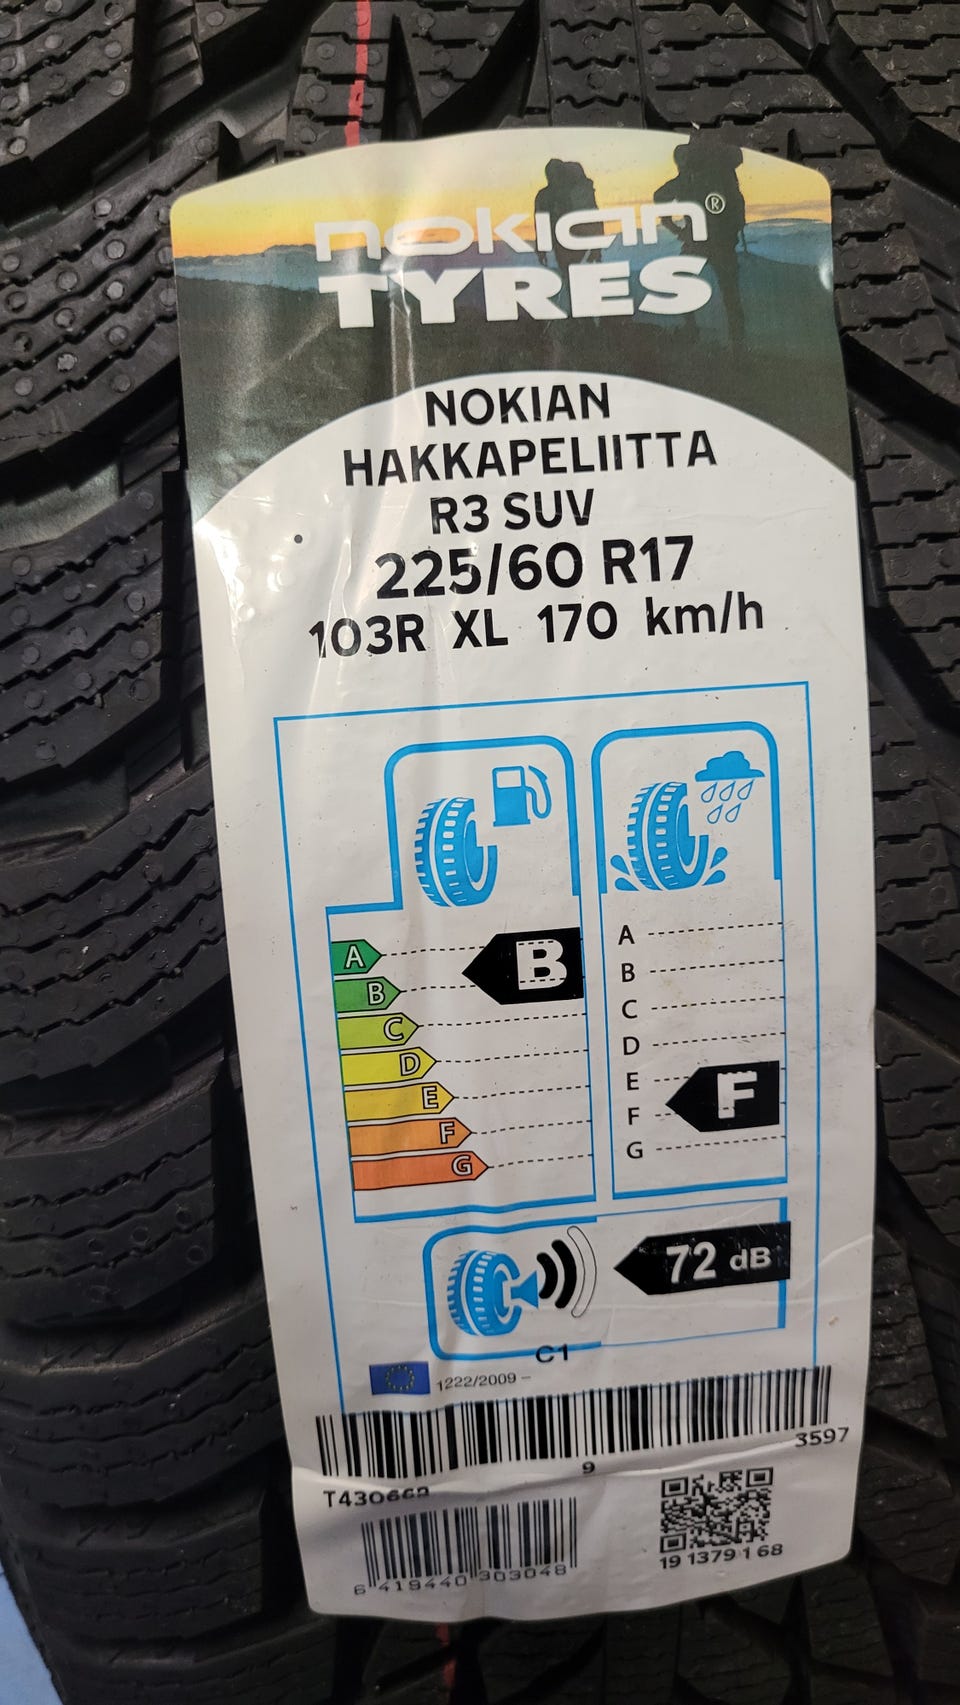 nokian®
TYRES
NOKIAN
HAKKAPELIITTA
R3 SUV
225/60 R17
103R XL 170 km/h
A
B
C
D
E
F
G
B
A
B
C
D
E
F
G
F
72 dB
C1
1222/2009 –
3597
9
6 419440 303048
19 1379 1 68